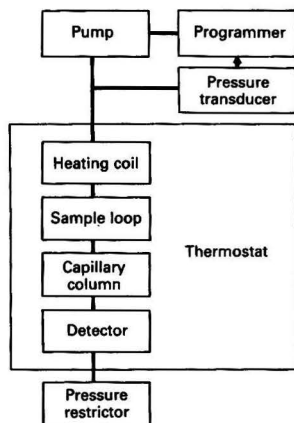 Pump
Programmer
Pressure
transducer
Heating coil
Sample loop
Thermostat
Capillary
column
Detector
Pressure
restrictor